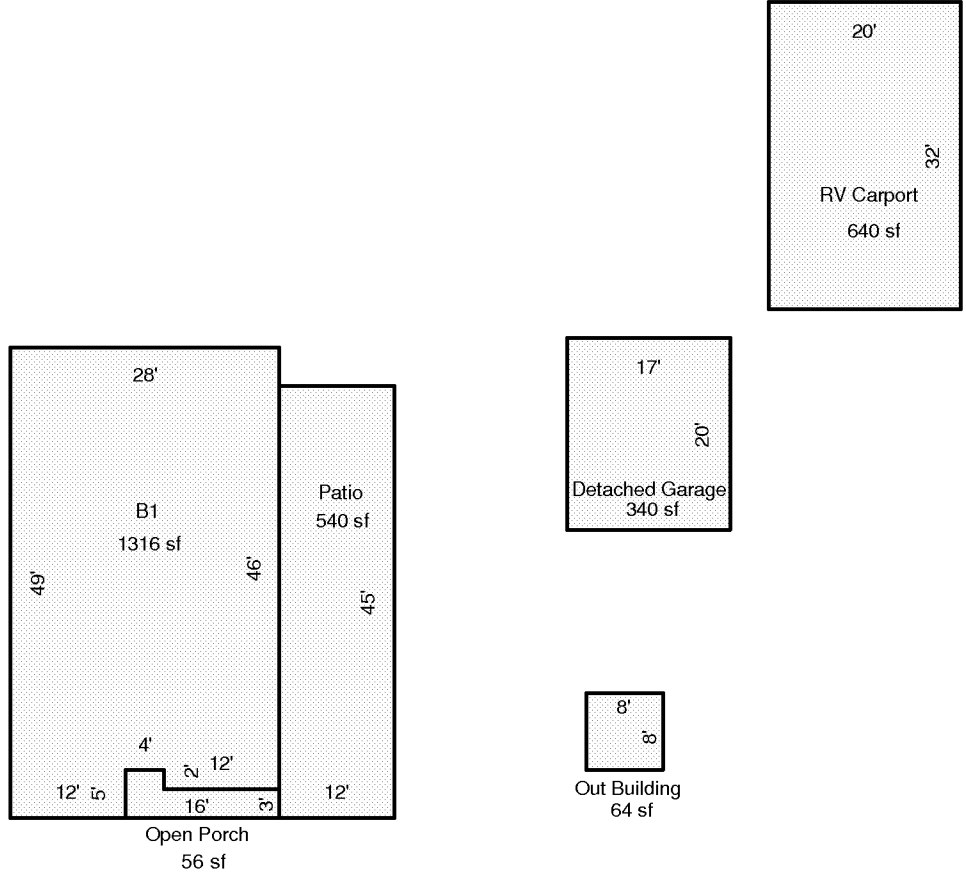 20'
32'
RV Carport
640 sf
28'
B1
1316 sf
49'
46'
4'
2'
12'
12'
5'
16'
3'
Open Porch
56 sf
Patio
540 sf
45'
12'
17'
20'
Detached Garage
340 sf
8'
8'
Out Building
64 sf